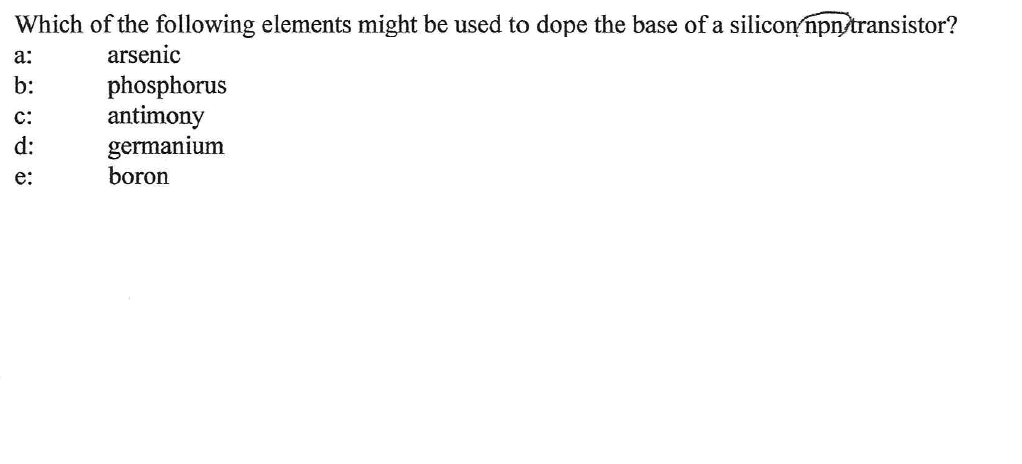 Which of the following elements might be used to dope the base of a silicon npn transistor?
a: arsenic
b: phosphorus
c: antimony
d: germanium
e: boron